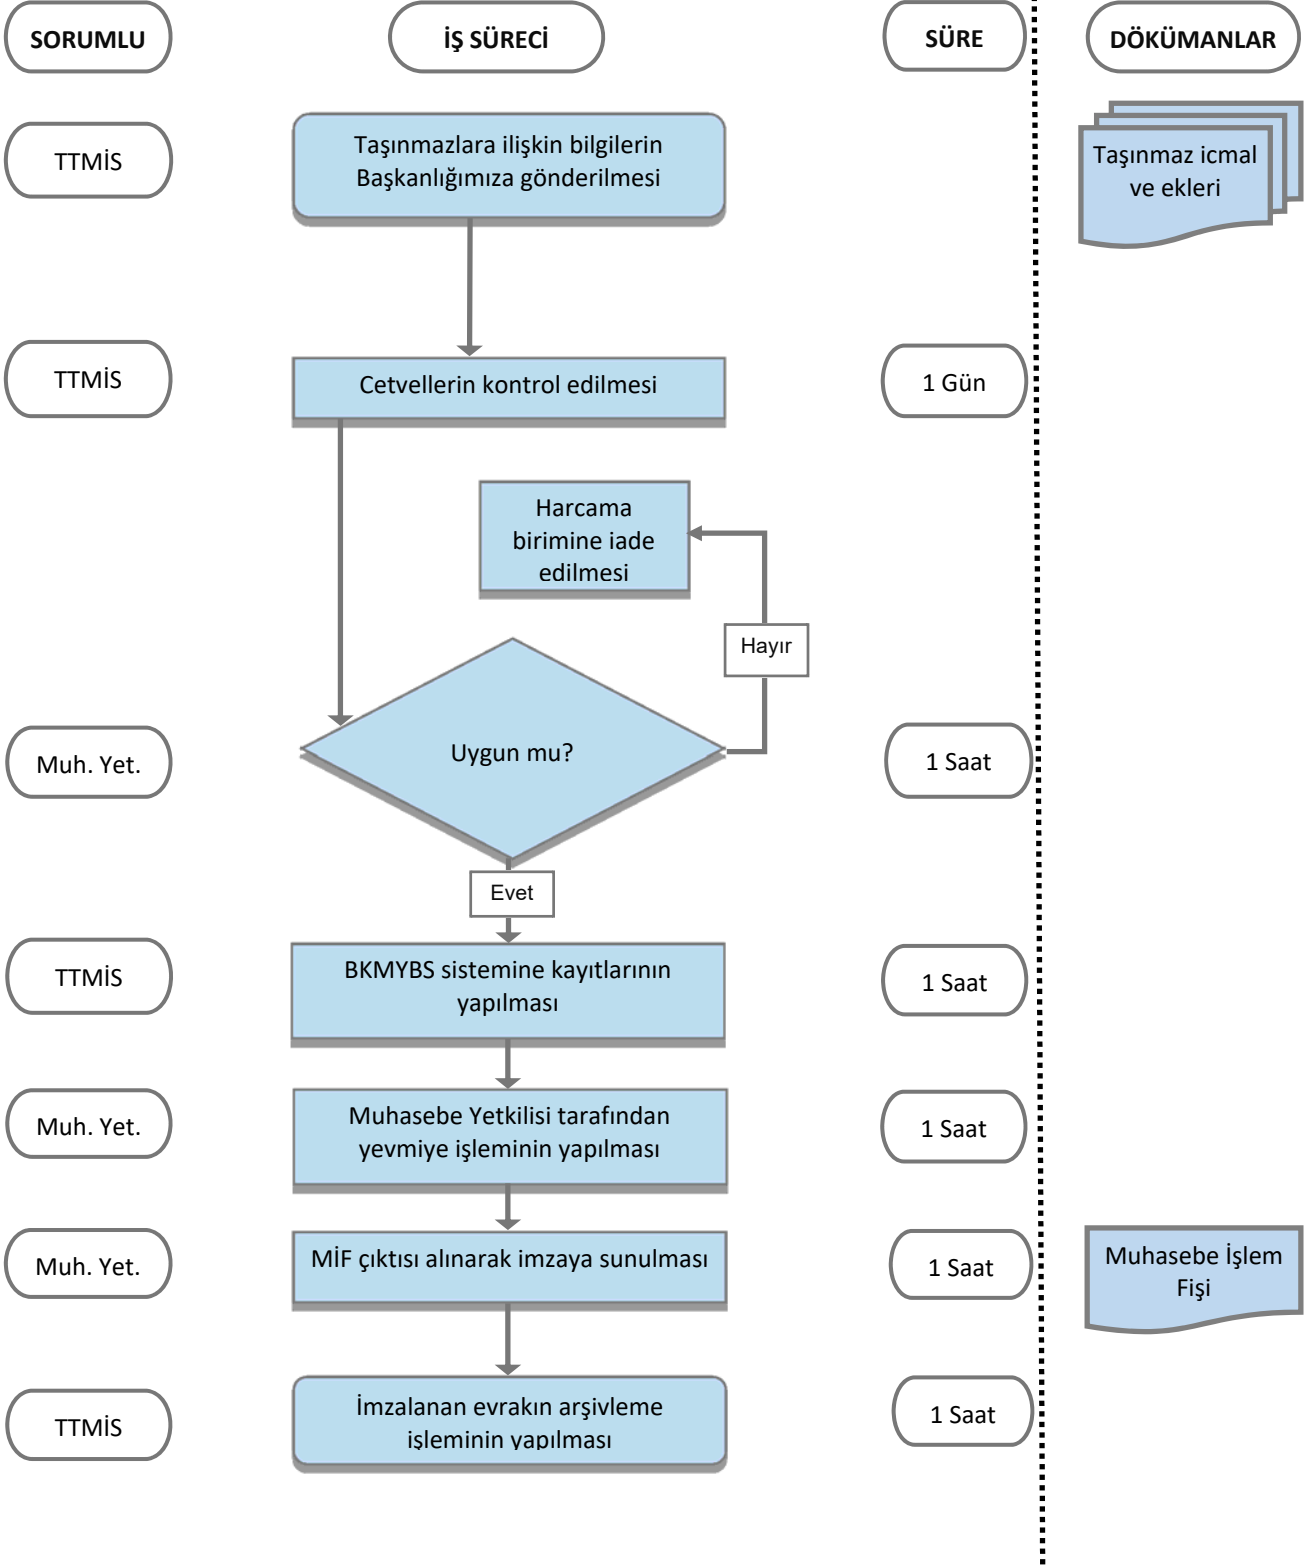 SORUMLU
İŞ SÜRECİ
SÜRE
DÖKÜMANLAR
TTMİS
Taşınmazlara ilişkin bilgilerin
Başkanlığımıza gönderilmesi
Taşınmaz icmal
ve ekleri
TTMİS
Cetvellerin kontrol edilmesi
1 Gün
Harcama
birimine iade
edilmesi
Hayır
Muh. Yet.
Uygun mu?
1 Saat
Evet
TTMİS
BKMYBS sistemine kayıtlarının
yapılması
1 Saat
Muh. Yet.
Muhasebe Yetkilisi tarafından
yevmiye işleminin yapılması
1 Saat
Muh. Yet.
MİF çıktısı alınarak imzaya sunulması
1 Saat
Muhasebe İşlem
Fişi
TTMİS
İmzalanan evrakın arşivleme
işleminin yapılması
1 Saat